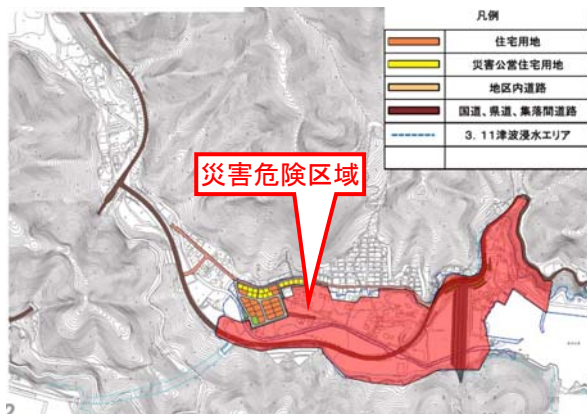 凡例
住宅用地
災害公営住宅用地
地区内道路
国道、県道、集落間道路
3. 11津波浸水エリア
災害危険区域
2